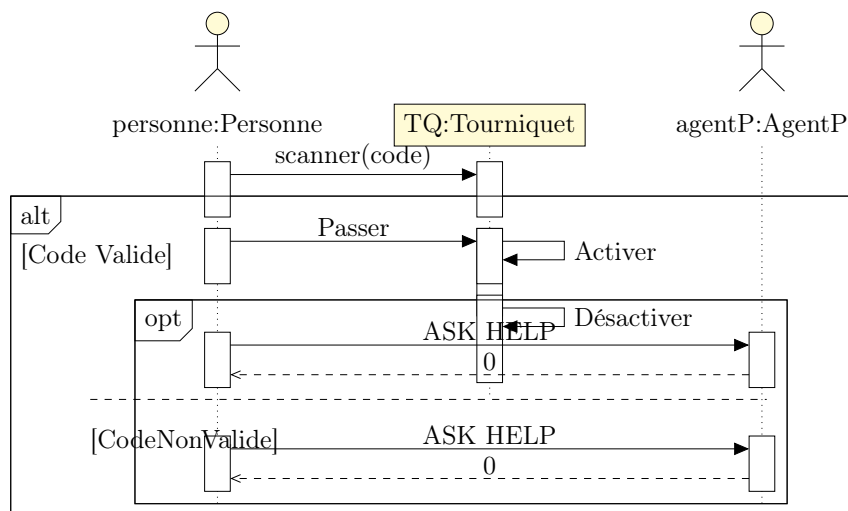 personne:Personne
TQ:Tourniquet
agentP:AgentP
scanner(code)
alt
Passer
[Code Valide]
Activer
opt
Désactiver
ASK HELP
0
[CodeNonValide]
ASK HELP
0